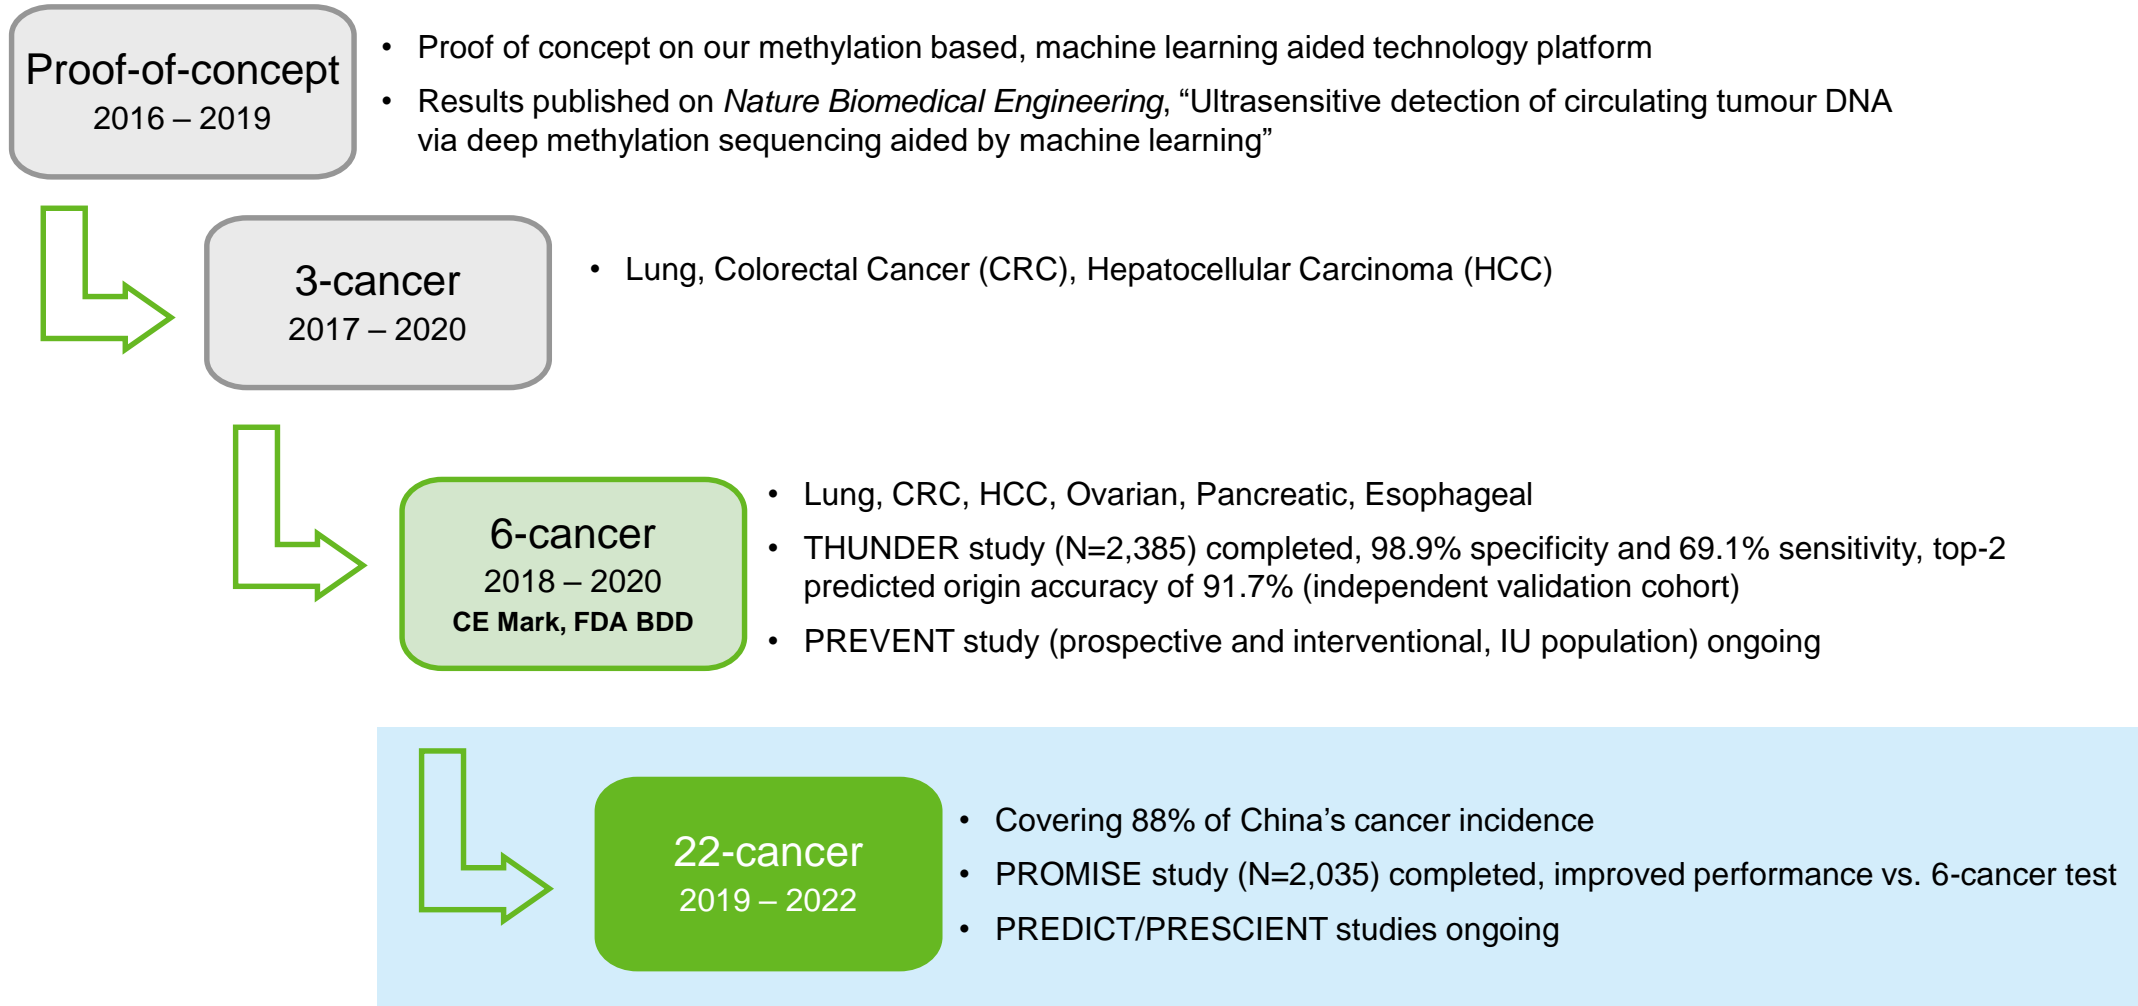 Proof-of-concept
2016 – 2019
• Proof of concept on our methylation based, machine learning aided technology platform
• Results published on Nature Biomedical Engineering, “Ultrasensitive detection of circulating tumour DNA
via deep methylation sequencing aided by machine learning”
3-cancer
2017 – 2020
• Lung, Colorectal Cancer (CRC), Hepatocellular Carcinoma (HCC)
6-cancer
2018 – 2020
CE Mark, FDA BDD
• Lung, CRC, HCC, Ovarian, Pancreatic, Esophageal
• THUNDER study (N=2,385) completed, 98.9% specificity and 69.1% sensitivity, top-2
predicted origin accuracy of 91.7% (independent validation cohort)
• PREVENT study (prospective and interventional, IU population) ongoing
22-cancer
2019 – 2022
• Covering 88% of China’s cancer incidence
• PROMISE study (N=2,035) completed, improved performance vs. 6-cancer test
• PREDICT/PRESCIENT studies ongoing